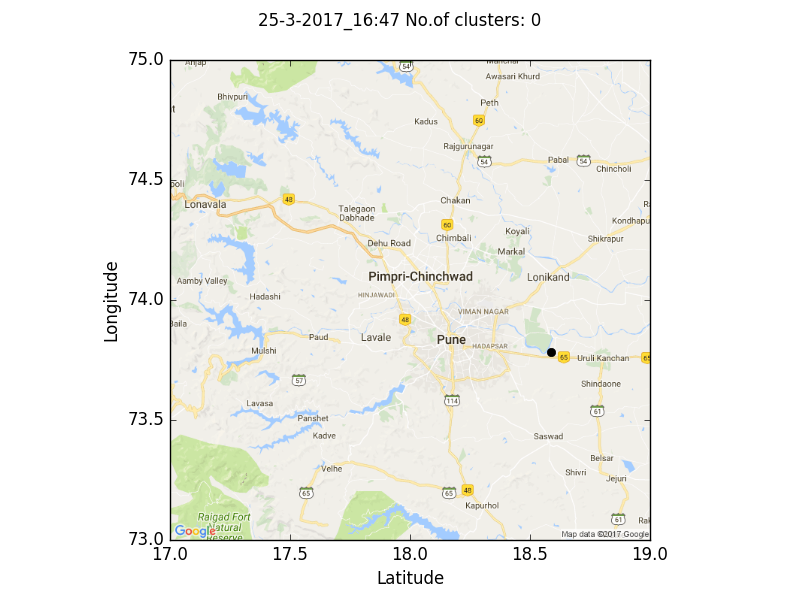 25-3-2017_16:47 No.of clusters: 0
75.0
74.5
74.0
73.5
73.0
17.0
17.5
18.0
18.5
19.0
Longitude
Latitude
54
Awasari Khurd
Bhivpuri
Peth
Kadus
60
Rajgurunagar
54
Pabal
54
Chincholi
Lonavala
48
Chakan
Talegaon
Dabhade
60
Kondhapu
Koyali
Dehu Road
Chimbali
Shikrapur
Markal
Aamby Valley
Pimpri-Chinchwad
Lonikand
Hadashi
HINJAWADI
VIMAN NAGAR
48
Paud
Lavale
Pune
HADAPSAR
Mulshi
65
Uruli Kanchan
65
57
Shindaone
Lavasa
114
61
Panshet
Kadve
Saswad
Velhe
Belsar
Shivri
Jejuri
65
65
48
Kapurhol
Raigad Fort
Natural
Reserve
61
Google
Map data ©2017 Google